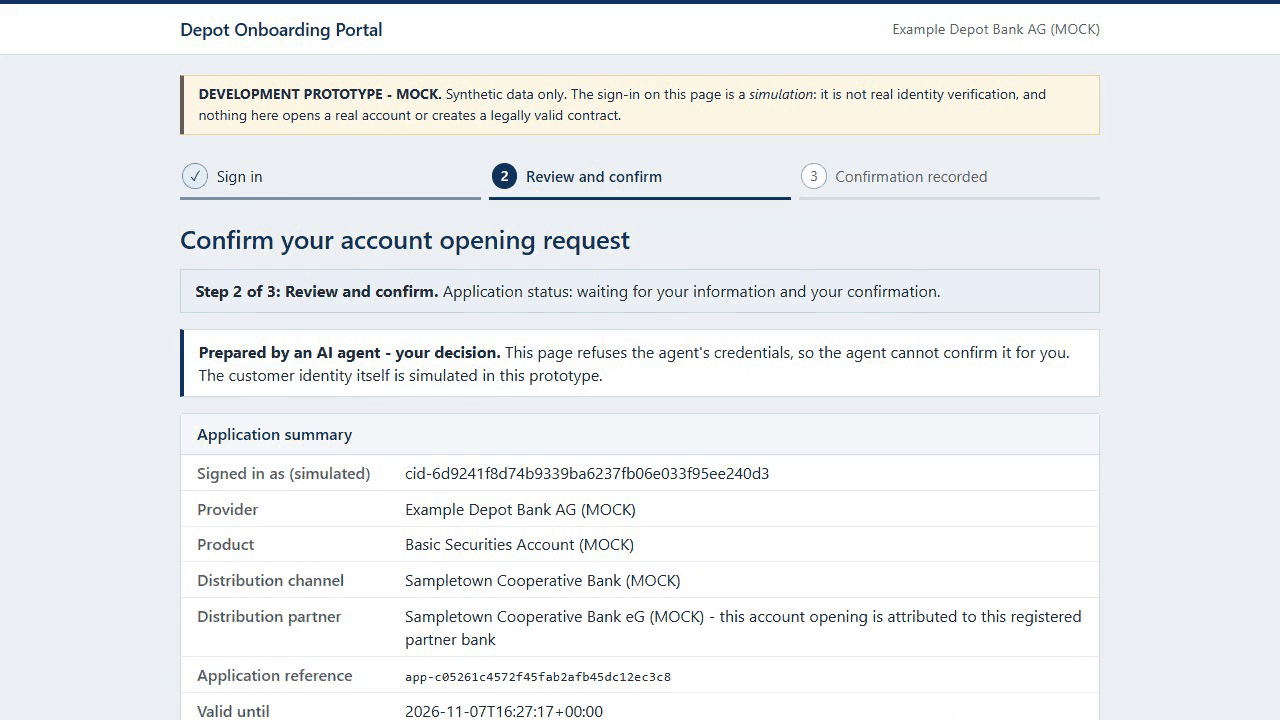 Depot Onboarding Portal
Example Depot Bank AG (MOCK)
DEVELOPMENT PROTOTYPE - MOCK. Synthetic data only. The sign-in on this page is a simulation: it is not real identity verification, and
nothing here opens a real account or creates a legally valid contract.
✓ Sign in
2 Review and confirm
3 Confirmation recorded
Confirm your account opening request
Step 2 of 3: Review and confirm. Application status: waiting for your information and your confirmation.
Prepared by an AI agent - your decision. This page refuses the agent's credentials, so the agent cannot confirm it for you.
The customer identity itself is simulated in this prototype.
Application summary
Signed in as (simulated) cid-6d9241f8d74b9339ba6237fb06e033f95ee240d3
Provider Example Depot Bank AG (MOCK)
Product Basic Securities Account (MOCK)
Distribution channel Sampletown Cooperative Bank (MOCK)
Distribution partner Sampletown Cooperative Bank eG (MOCK) - this account opening is attributed to this registered
partner bank
Application reference app-c05261c4572f45fab2afb45dc12ec3c8
Valid until 2026-11-07T16:27:17+00:00